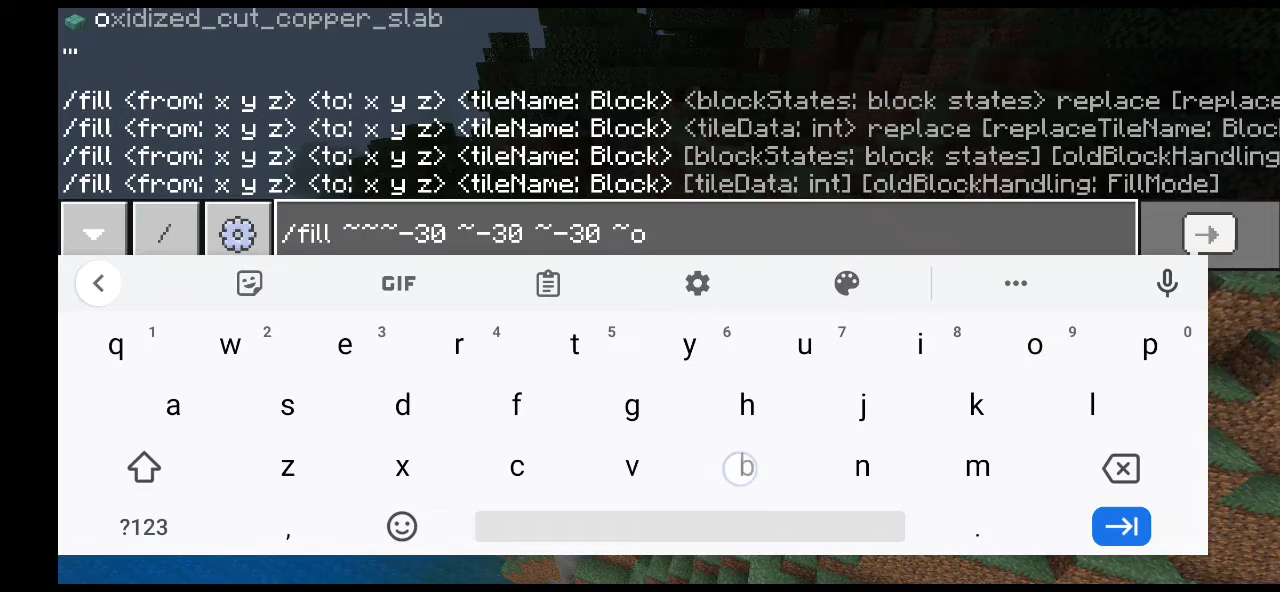 oxidized_cut_copper_slab
...
/fill <from: x y z> <to: x y z> <tileName: Block> <blockStates: block states> replace [replace
/fill <from: x y z> <to: x y z> <tileName: Block> <tileData: int> replace [replaceTileName: Bloc
/fill <from: x y z> <to: x y z> <tileName: Block> [blockStates: block states] [oldBlockHandling
/fill <from: x y z> <to: x y z> <tileName: Block> [tileData: int] [oldBlockHandling: FillMode]
/ /fill ~~~-30 ~-30 ~-30 ~o
GIF
q 1 w 2 e 3 r 4 t 5 y 6 u 7 i 8 o 9 p 0
a s d f g h j k l
z x c v b n m
?123 , .